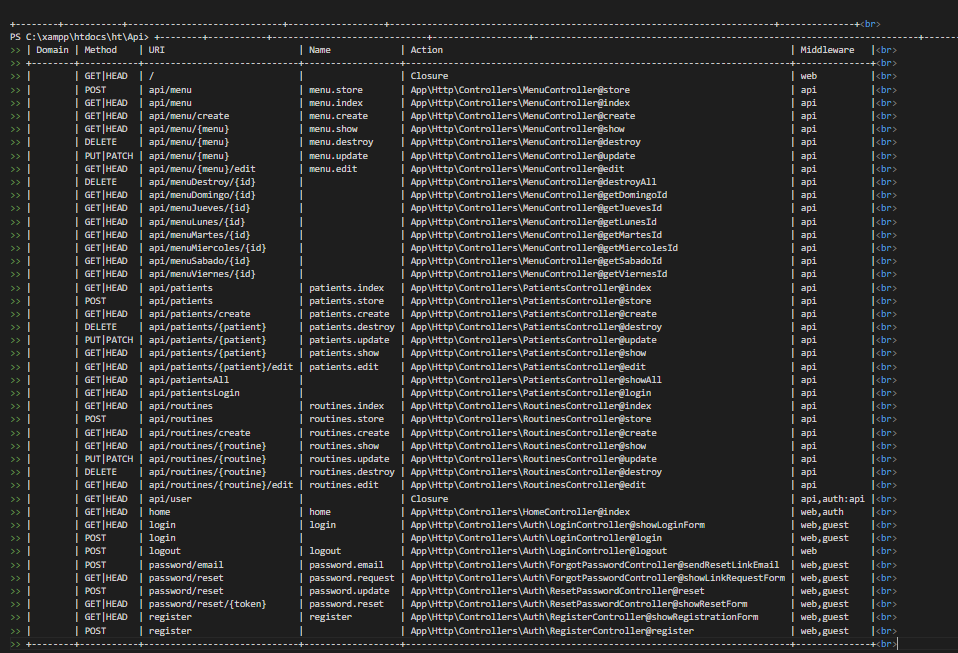 +--------+-----------+---------------------------+-------------------+------------------------------------------------------------------------+--------------+<br>
PS C:\xampp\htdocs\ht\Api> +--------+-----------+---------------------------+-------------------+------------------------------------------------------------------------+------
>> | Domain | Method | URI | Name | Action | Middleware |<br>
>> +--------+-----------+---------------------------+-------------------+------------------------------------------------------------------------+--------------+<br>
>> | | GET|HEAD | / | | Closure | web |<br>
>> | | POST | api/menu | menu.store | App\Http\Controllers\MenuController@store | api |<br>
>> | | GET|HEAD | api/menu | menu.index | App\Http\Controllers\MenuController@index | api |<br>
>> | | GET|HEAD | api/menu/create | menu.create | App\Http\Controllers\MenuController@create | api |<br>
>> | | GET|HEAD | api/menu/{menu} | menu.show | App\Http\Controllers\MenuController@show | api |<br>
>> | | DELETE | api/menu/{menu} | menu.destroy | App\Http\Controllers\MenuController@destroy | api |<br>
>> | | PUT|PATCH | api/menu/{menu} | menu.update | App\Http\Controllers\MenuController@update | api |<br>
>> | | GET|HEAD | api/menu/{menu}/edit | menu.edit | App\Http\Controllers\MenuController@edit | api |<br>
>> | | DELETE | api/menuDestroy/{id} | | App\Http\Controllers\MenuController@destroyAll | api |<br>
>> | | GET|HEAD | api/menuDomingo/{id} | | App\Http\Controllers\MenuController@getDomingoId | api |<br>
>> | | GET|HEAD | api/menuJueves/{id} | | App\Http\Controllers\MenuController@getJuevesId | api |<br>
>> | | GET|HEAD | api/menuLunes/{id} | | App\Http\Controllers\MenuController@getLunesId | api |<br>
>> | | GET|HEAD | api/menuMartes/{id} | | App\Http\Controllers\MenuController@getMartesId | api |<br>
>> | | GET|HEAD | api/menuMiercoles/{id} | | App\Http\Controllers\MenuController@getMiercolesId | api |<br>
>> | | GET|HEAD | api/menuSabado/{id} | | App\Http\Controllers\MenuController@getSabadoId | api |<br>
>> | | GET|HEAD | api/menuViernes/{id} | | App\Http\Controllers\MenuController@getViernesId | api |<br>
>> | | GET|HEAD | api/patients | patients.index | App\Http\Controllers\PatientsController@index | api |<br>
>> | | POST | api/patients | patients.store | App\Http\Controllers\PatientsController@store | api |<br>
>> | | GET|HEAD | api/patients/create | patients.create | App\Http\Controllers\PatientsController@create | api |<br>
>> | | DELETE | api/patients/{patient} | patients.destroy | App\Http\Controllers\PatientsController@destroy | api |<br>
>> | | PUT|PATCH | api/patients/{patient} | patients.update | App\Http\Controllers\PatientsController@update | api |<br>
>> | | GET|HEAD | api/patients/{patient} | patients.show | App\Http\Controllers\PatientsController@show | api |<br>
>> | | GET|HEAD | api/patients/{patient}/edit | patients.edit | App\Http\Controllers\PatientsController@edit | api |<br>
>> | | GET|HEAD | api/patientsAll | | App\Http\Controllers\PatientsController@showAll | api |<br>
>> | | GET|HEAD | api/patientsLogin | | App\Http\Controllers\PatientsController@login | api |<br>
>> | | GET|HEAD | api/routines | routines.index | App\Http\Controllers\RoutinesController@index | api |<br>
>> | | POST | api/routines | routines.store | App\Http\Controllers\RoutinesController@store | api |<br>
>> | | GET|HEAD | api/routines/create | routines.create | App\Http\Controllers\RoutinesController@create | api |<br>
>> | | GET|HEAD | api/routines/{routine} | routines.show | App\Http\Controllers\RoutinesController@show | api |<br>
>> | | PUT|PATCH | api/routines/{routine} | routines.update | App\Http\Controllers\RoutinesController@update | api |<br>
>> | | DELETE | api/routines/{routine} | routines.destroy | App\Http\Controllers\RoutinesController@destroy | api |<br>
>> | | GET|HEAD | api/routines/{routine}/edit | routines.edit | App\Http\Controllers\RoutinesController@edit | api |<br>
>> | | GET|HEAD | api/user | | Closure | api,auth:api |<br>
>> | | GET|HEAD | home | home | App\Http\Controllers\HomeController@index | web,auth |<br>
>> | | GET|HEAD | login | login | App\Http\Controllers\Auth\LoginController@showLoginForm | web,guest |<br>
>> | | POST | login | | App\Http\Controllers\Auth\LoginController@login | web,guest |<br>
>> | | POST | logout | logout | App\Http\Controllers\Auth\LoginController@logout | web |<br>
>> | | POST | password/email | password.email | App\Http\Controllers\Auth\ForgotPasswordController@sendResetLinkEmail | web,guest |<br>
>> | | GET|HEAD | password/reset | password.request | App\Http\Controllers\Auth\ForgotPasswordController@showLinkRequestForm | web,guest |<br>
>> | | POST | password/reset | password.update | App\Http\Controllers\Auth\ResetPasswordController@reset | web,guest |<br>
>> | | GET|HEAD | password/reset/{token} | password.reset | App\Http\Controllers\Auth\ResetPasswordController@showResetForm | web,guest |<br>
>> | | GET|HEAD | register | register | App\Http\Controllers\Auth\RegisterController@showRegistrationForm | web,guest |<br>
>> | | POST | register | | App\Http\Controllers\Auth\RegisterController@register | web,guest |<br>
>> +--------+-----------+---------------------------+-------------------+------------------------------------------------------------------------+--------------+<br>